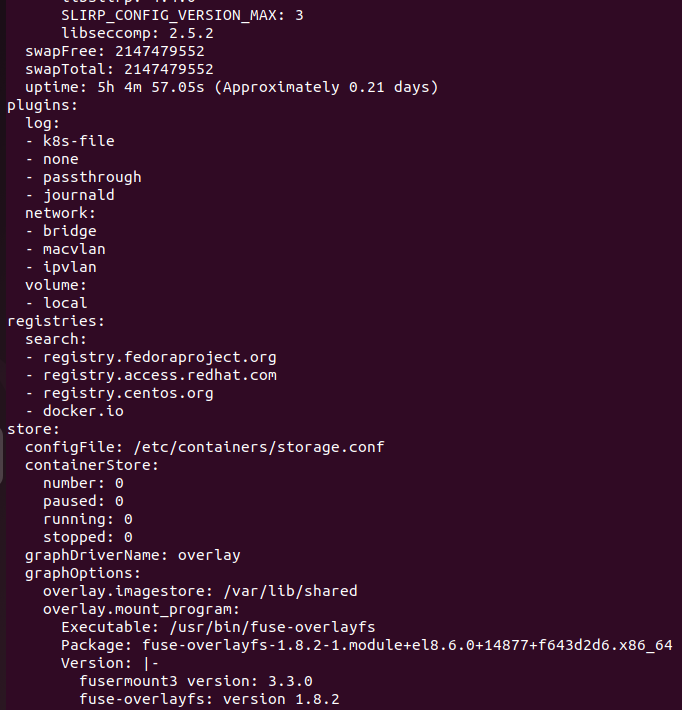 SLIRP_CONFIG_VERSION_MAX: 3
libseccomp: 2.5.2
swapFree: 2147479552
swapTotal: 2147479552
uptime: 5h 4m 57.05s (Approximately 0.21 days)
plugins:
log:
- k8s-file
- none
- passthrough
- journald
network:
- bridge
- macvlan
- ipvlan
volume:
- local
registries:
search:
- registry.fedoraproject.org
- registry.access.redhat.com
- registry.centos.org
- docker.io
store:
configFile: /etc/containers/storage.conf
containerStore:
number: 0
paused: 0
running: 0
stopped: 0
graphDriverName: overlay
graphOptions:
overlay.imagestore: /var/lib/shared
overlay.mount_program:
Executable: /usr/bin/fuse-overlayfs
Package: fuse-overlayfs-1.8.2-1.module+el8.6.0+14877+f643d2d6.x86_64
Version: |-
fusermount3 version: 3.3.0
fuse-overlayfs: version 1.8.2